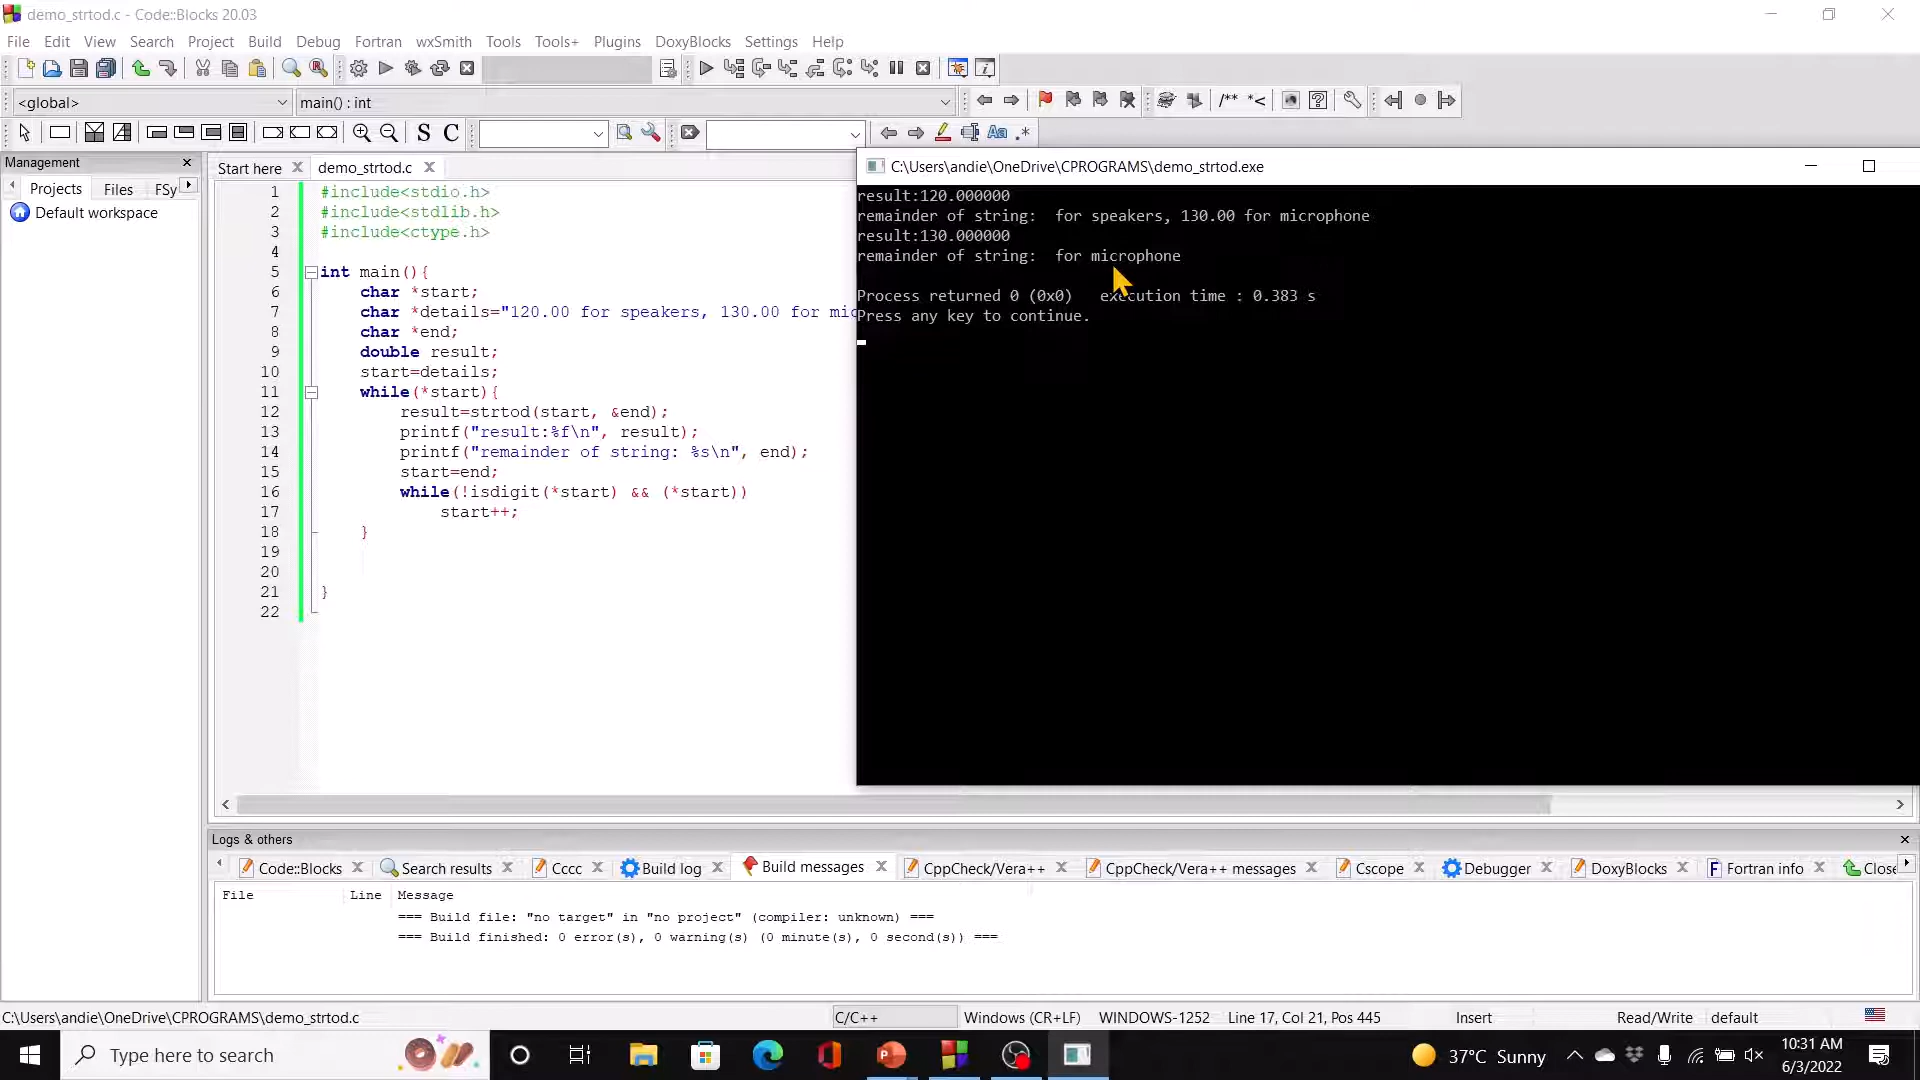 demo_strtod.c - Code::Blocks 20.03
File Edit View Search Project Build Debug Fortran wxSmith Tools Tools+ Plugins DoxyBlocks Settings Help
<global> main() : int
/** *<
S C Aa .*
Management
Projects Files FSy
Default workspace
Start here demo_strtod.c
1 #include<stdio.h>
2 #include<stdlib.h>
3 #include<ctype.h>
4
5 int main(){
6 char *start;
7 char *details="120.00 for speakers, 130.00 for mic
8 char *end;
9 double result;
10 start=details;
11 while(*start){
12 result=strtod(start, &end);
13 printf("result:%f\n", result);
14 printf("remainder of string: %s\n", end);
15 start=end;
16 while(!isdigit(*start) && (*start))
17 start++;
18 }
19
20
21 }
22
C:\Users\andie\OneDrive\CPROGRAMS\demo_strtod.exe
result:120.000000
remainder of string:  for speakers, 130.00 for microphone
result:130.000000
remainder of string:  for microphone
Process returned 0 (0x0)   execution time : 0.383 s
Press any key to continue.
Logs & others
Code::Blocks Search results Cccc Build log Build messages CppCheck/Vera++ CppCheck/Vera++ messages Cscope Debugger DoxyBlocks Fortran info Close
File Line Message
=== Build file: "no target" in "no project" (compiler: unknown) ===
=== Build finished: 0 error(s), 0 warning(s) (0 minute(s), 0 second(s)) ===
C:\Users\andie\OneDrive\CPROGRAMS\demo_strtod.c C/C++ Windows (CR+LF) WINDOWS-1252 Line 17, Col 21, Pos 445 Insert Read/Write default
Type here to search
37°C Sunny
10:31 AM
6/3/2022